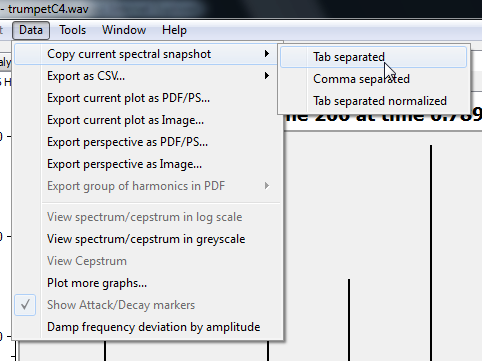 - trumpetC4.wav
Data Tools Window Help
Copy current spectral snapshot
Export as CSV...
Export current plot as PDF/PS...
Export current plot as Image...
Export perspective as PDF/PS...
Export perspective as Image...
Export group of harmonics in PDF
View spectrum/cepstrum in log scale
View spectrum/cepstrum in greyscale
View Cepstrum
Plot more graphs...
Show Attack/Decay markers
Damp frequency deviation by amplitude
Tab separated
Comma separated
Tab separated normalized
200 at time 0.789